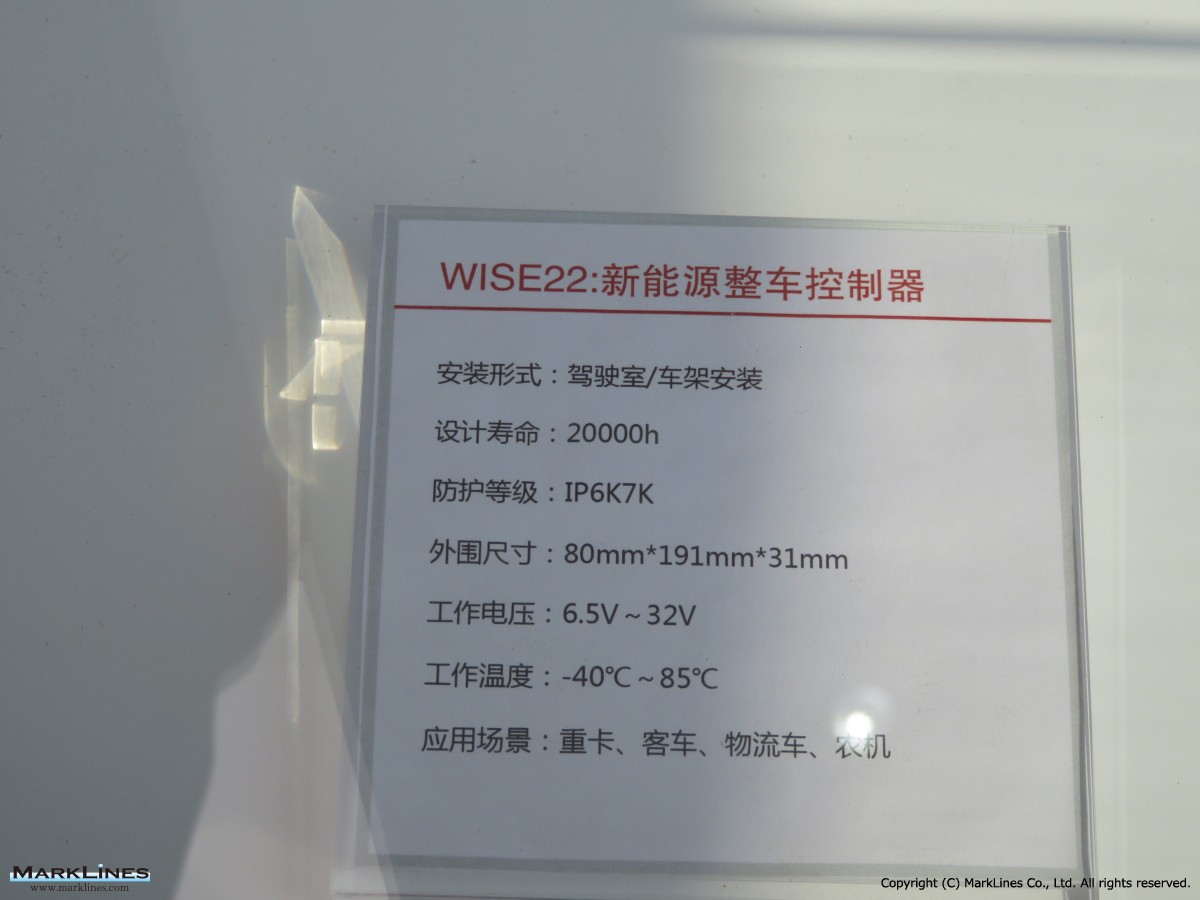 WISE22:新能源整车控制器
安装形式：驾驶室/车架安装
设计寿命：20000h
防护等级：IP6K7K
外围尺寸：80mm*191mm*31mm
工作电压：6.5V～32V
工作温度：-40℃～85℃
应用场景：重卡、客车、物流车、农机
MARKLINES
www.marklines.com
Copyright (C) MarkLines Co., Ltd. All rights reserved.